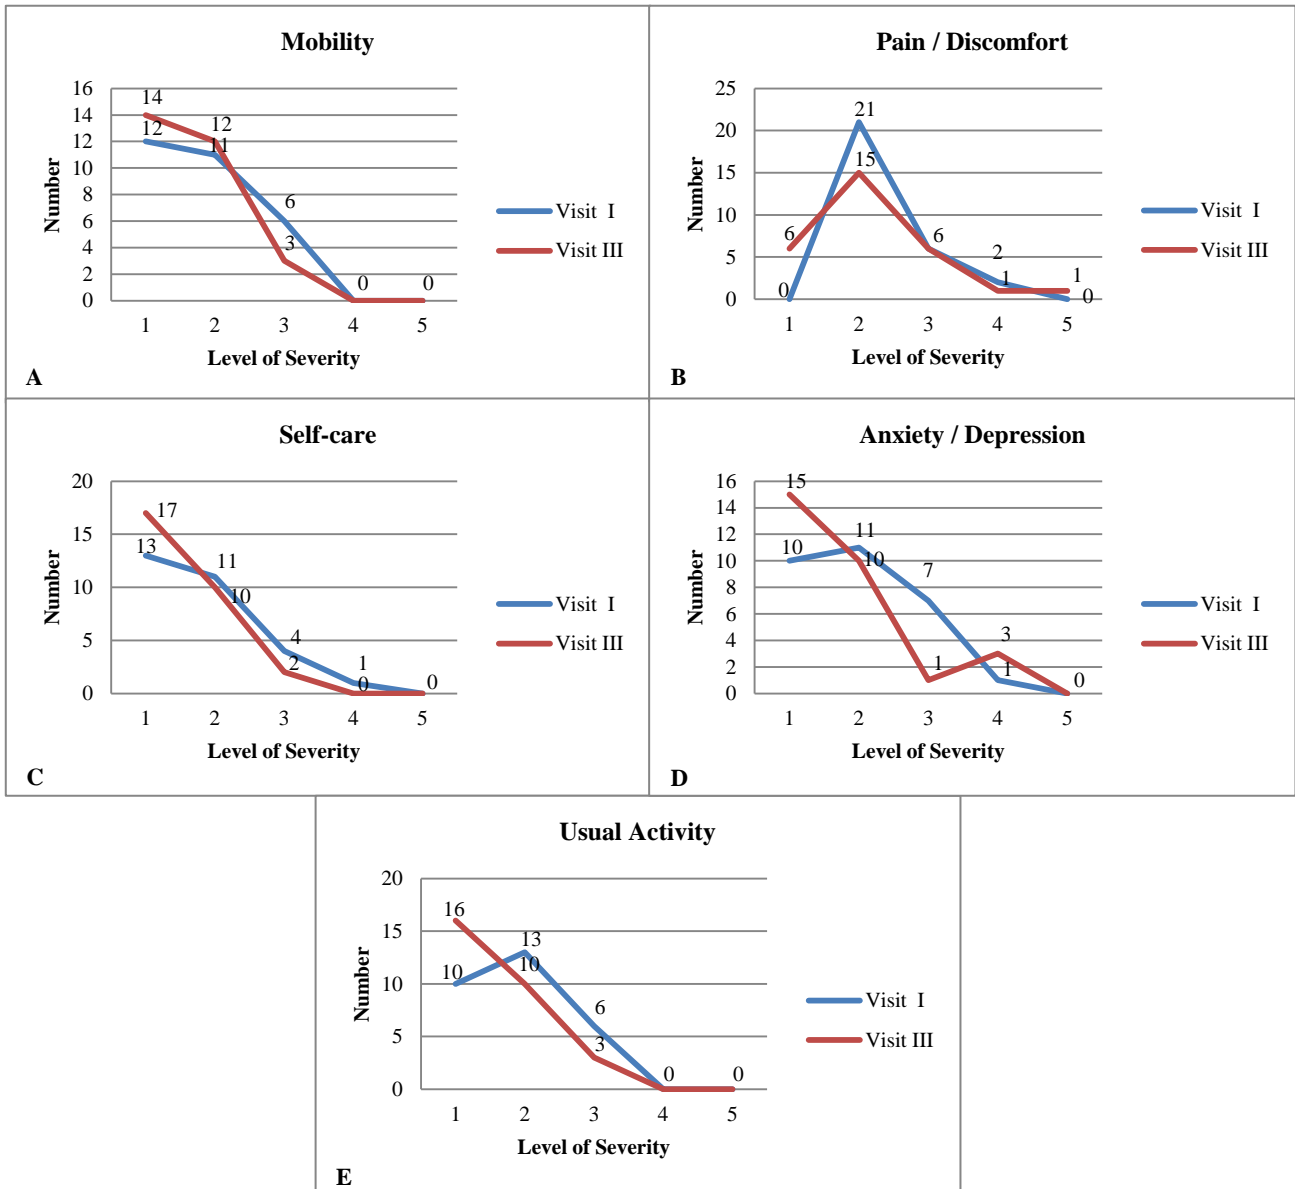 Mobility
16
14
12
10
8
6
4
2
0
14
12
12
11
6
3
0
0
1 2 3 4 5
Number
Level of Severity
Visit I
Visit III
A
Pain / Discomfort
25
20
15
10
5
0
21
15
6
0
6
2
1
1
0
1 2 3 4 5
Number
Level of Severity
Visit I
Visit III
B
Self-care
20
15
10
5
0
17
13
11
10
4
2
1
0
0
1 2 3 4 5
Number
Level of Severity
Visit I
Visit III
C
Anxiety / Depression
16
14
12
10
8
6
4
2
0
15
10
11
10
7
1
3
1
0
1 2 3 4 5
Number
Level of Severity
Visit I
Visit III
D
Usual Activity
20
15
10
5
0
16
10
13
10
6
3
0
0
1 2 3 4 5
Number
Level of Severity
Visit I
Visit III
E